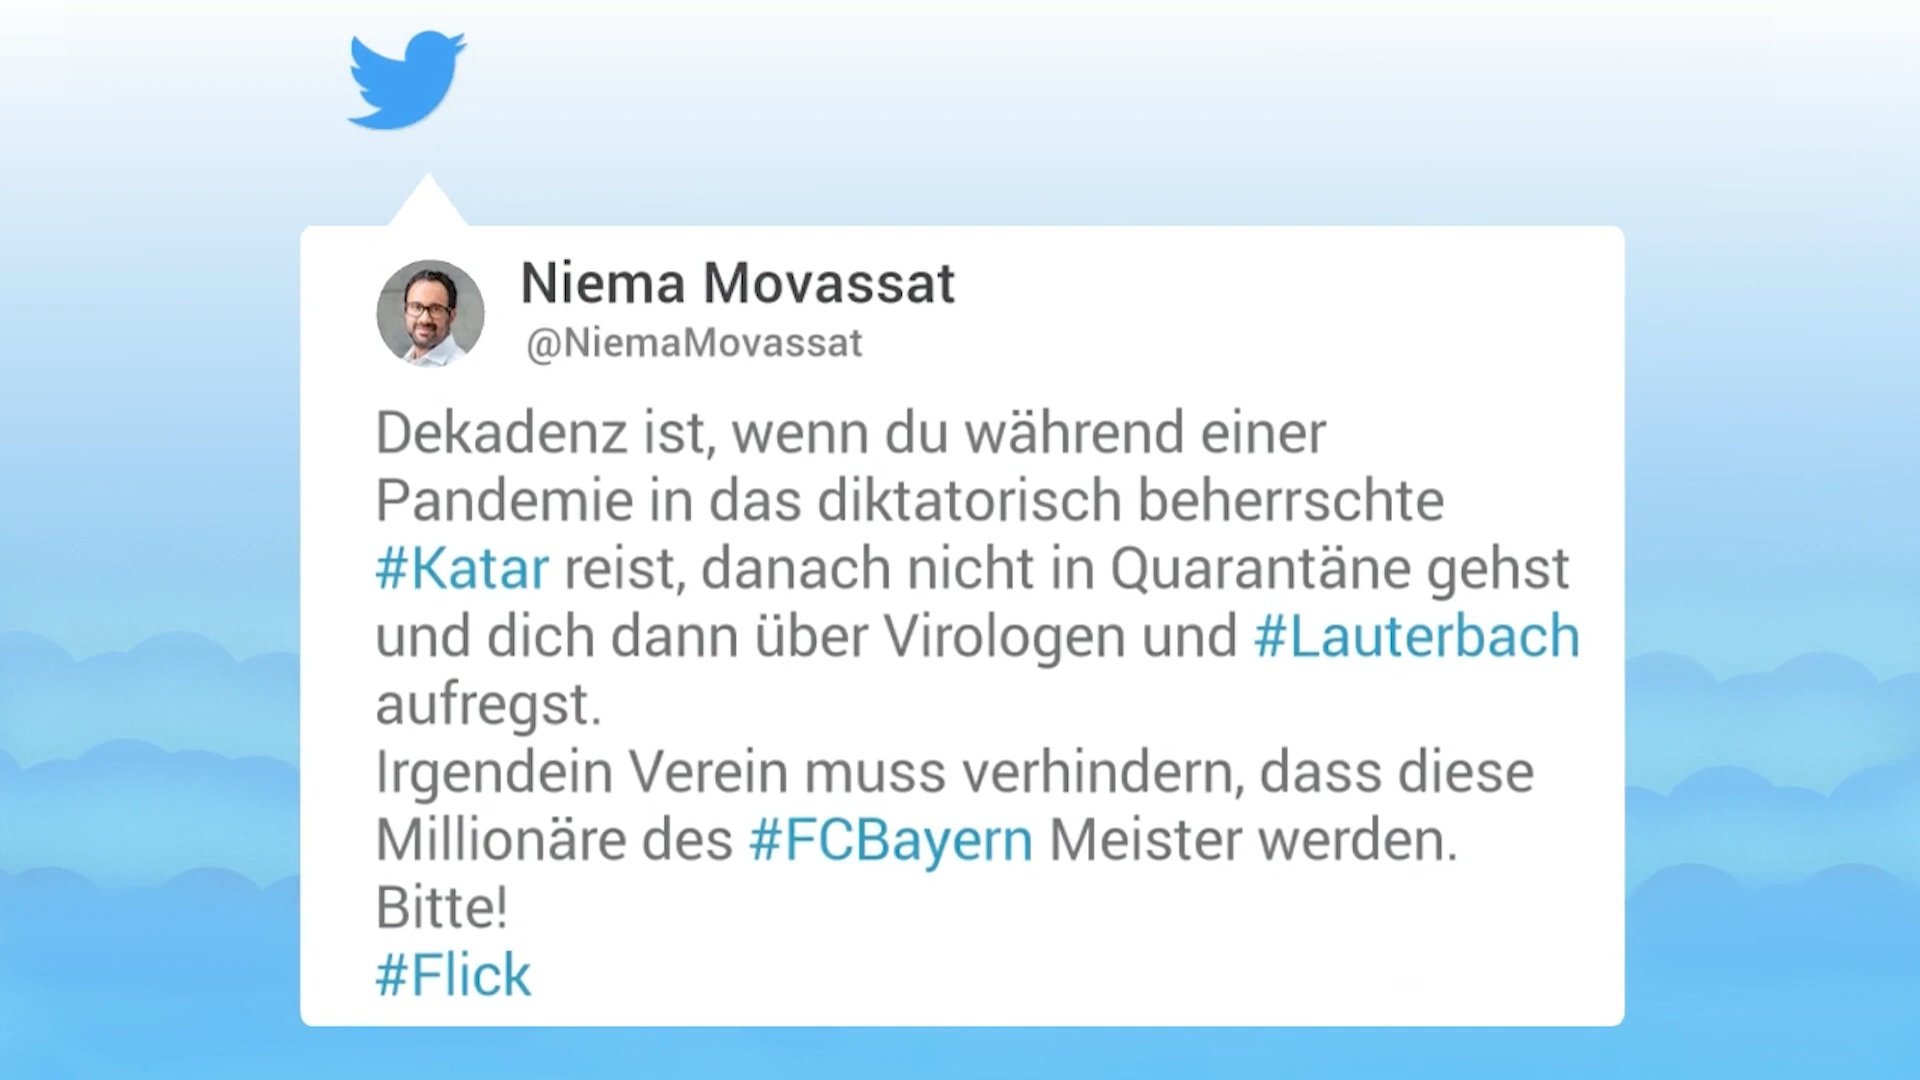 Niema Movassat
@NiemaMovassat
Dekadenz ist, wenn du während einer
Pandemie in das diktatorisch beherrschte
#Katar reist, danach nicht in Quarantäne gehst
und dich dann über Virologen und #Lauterbach
aufregst.
Irgendein Verein muss verhindern, dass diese
Millionäre des #FCBayern Meister werden.
Bitte!
#Flick